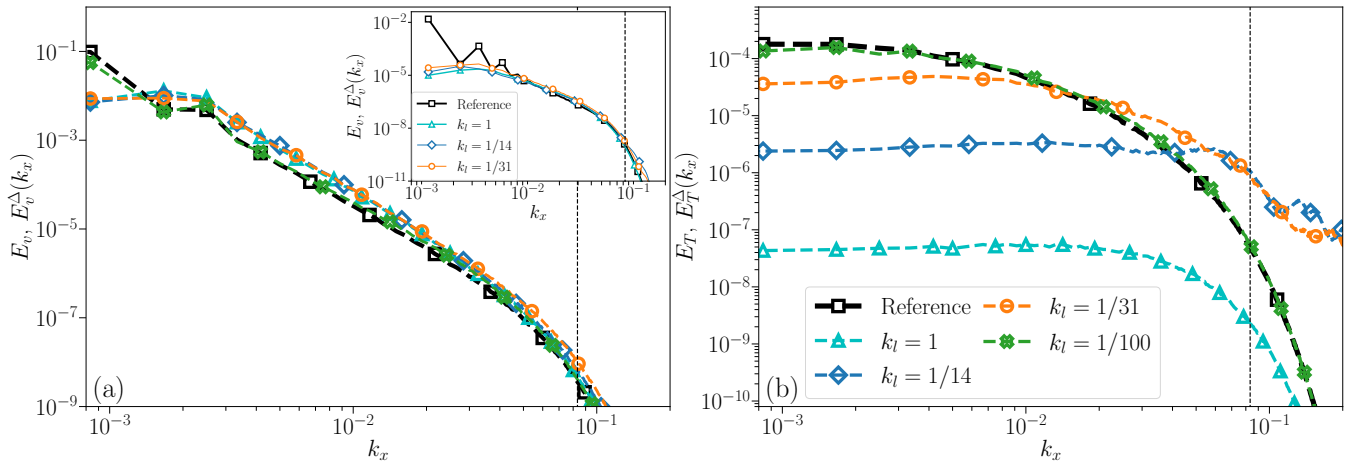 10⁻¹
10⁻³
10⁻⁵
10⁻⁷
10⁻⁹
E_v, E_v^Δ(k_x)
10⁻³
10⁻²
10⁻¹
k_x
(a)
10⁻²
10⁻⁵
10⁻⁸
10⁻¹¹
E_v, E_v^Δ(k_x)
Reference
k_l = 1
k_l = 1/14
k_l = 1/31
10⁻³
10⁻²
10⁻¹
k_x
10⁻³
10⁻⁴
10⁻⁵
10⁻⁶
10⁻⁷
10⁻⁸
10⁻⁹
10⁻¹⁰
E_T, E_T^Δ(k_x)
Reference
k_l = 1
k_l = 1/14
k_l = 1/31
k_l = 1/100
(b)
10⁻³
10⁻²
10⁻¹
k_x